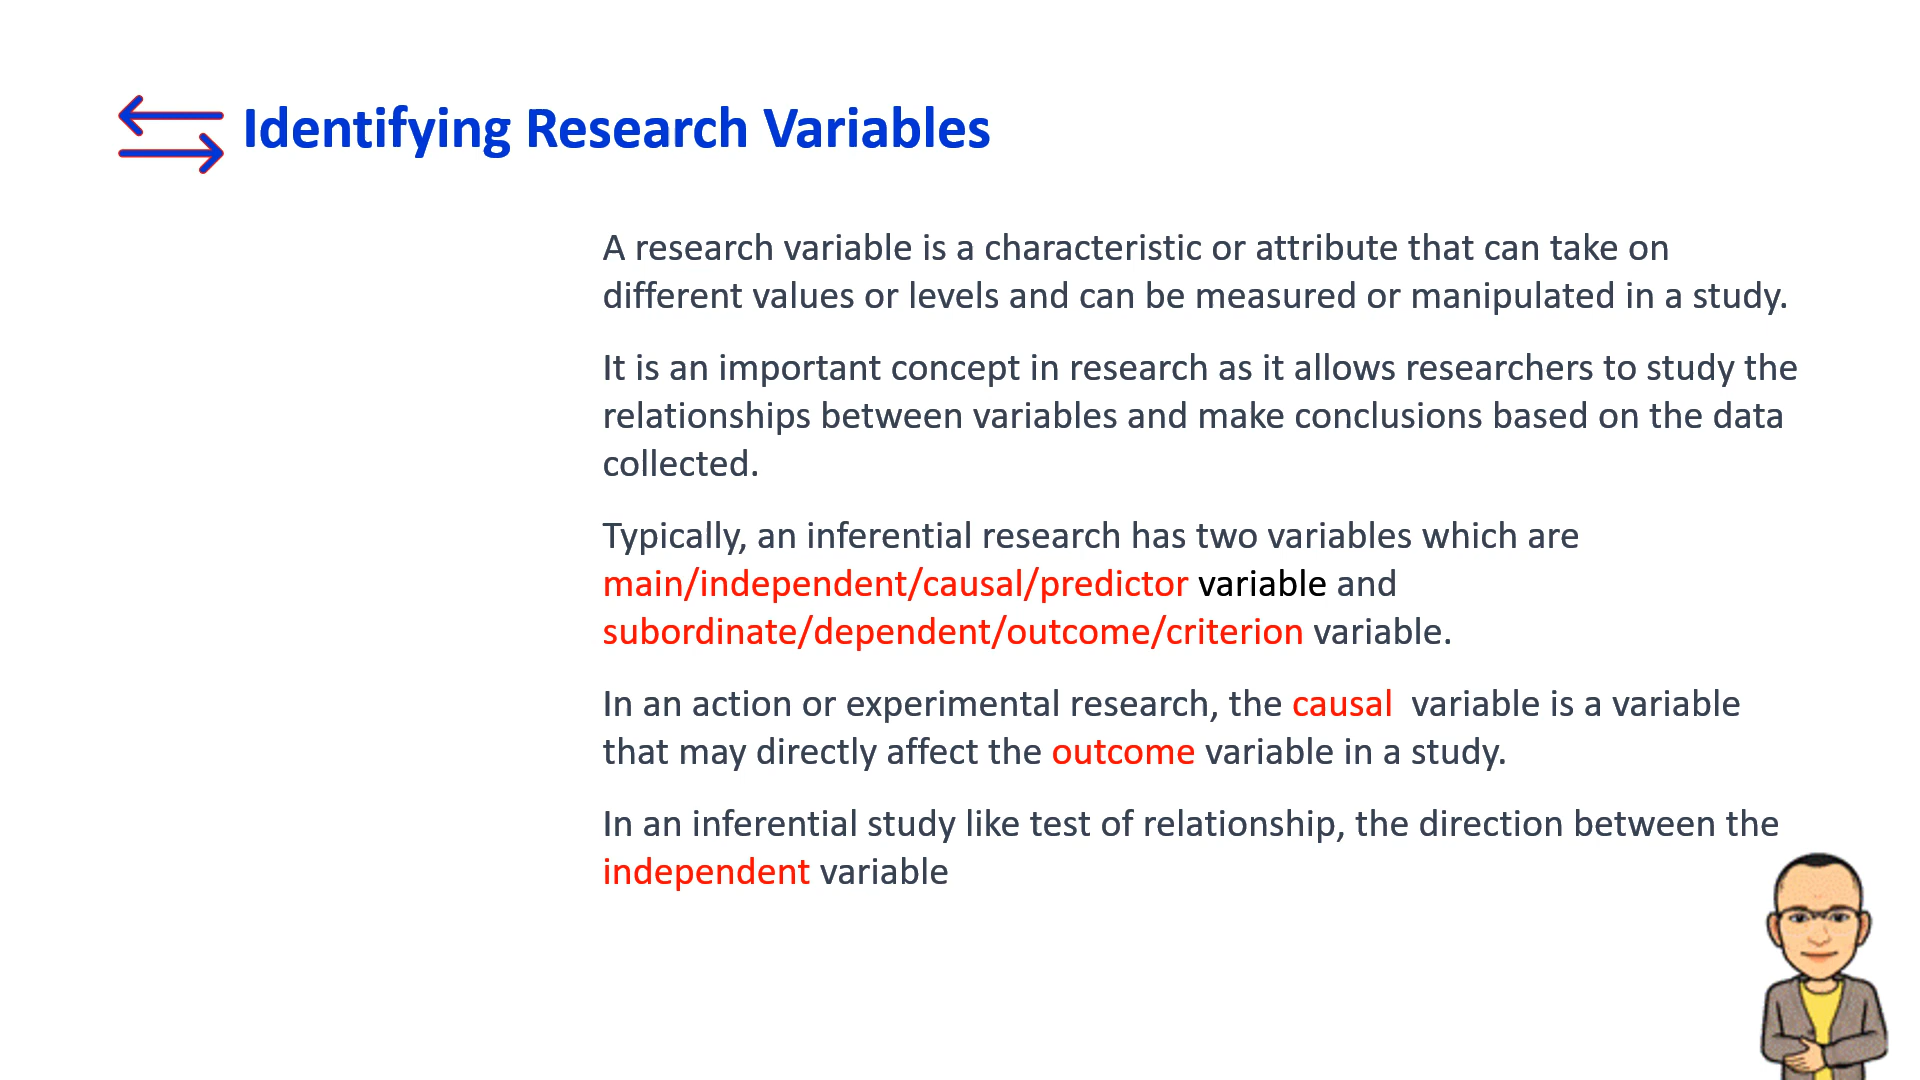 Identifying Research Variables
A research variable is a characteristic or attribute that can take on
different values or levels and can be measured or manipulated in a study.
It is an important concept in research as it allows researchers to study the
relationships between variables and make conclusions based on the data
collected.
Typically, an inferential research has two variables which are
main/independent/causal/predictor variable and
subordinate/dependent/outcome/criterion variable.
In an action or experimental research, the causal  variable is a variable
that may directly affect the outcome variable in a study.
In an inferential study like test of relationship, the direction between the
independent variable